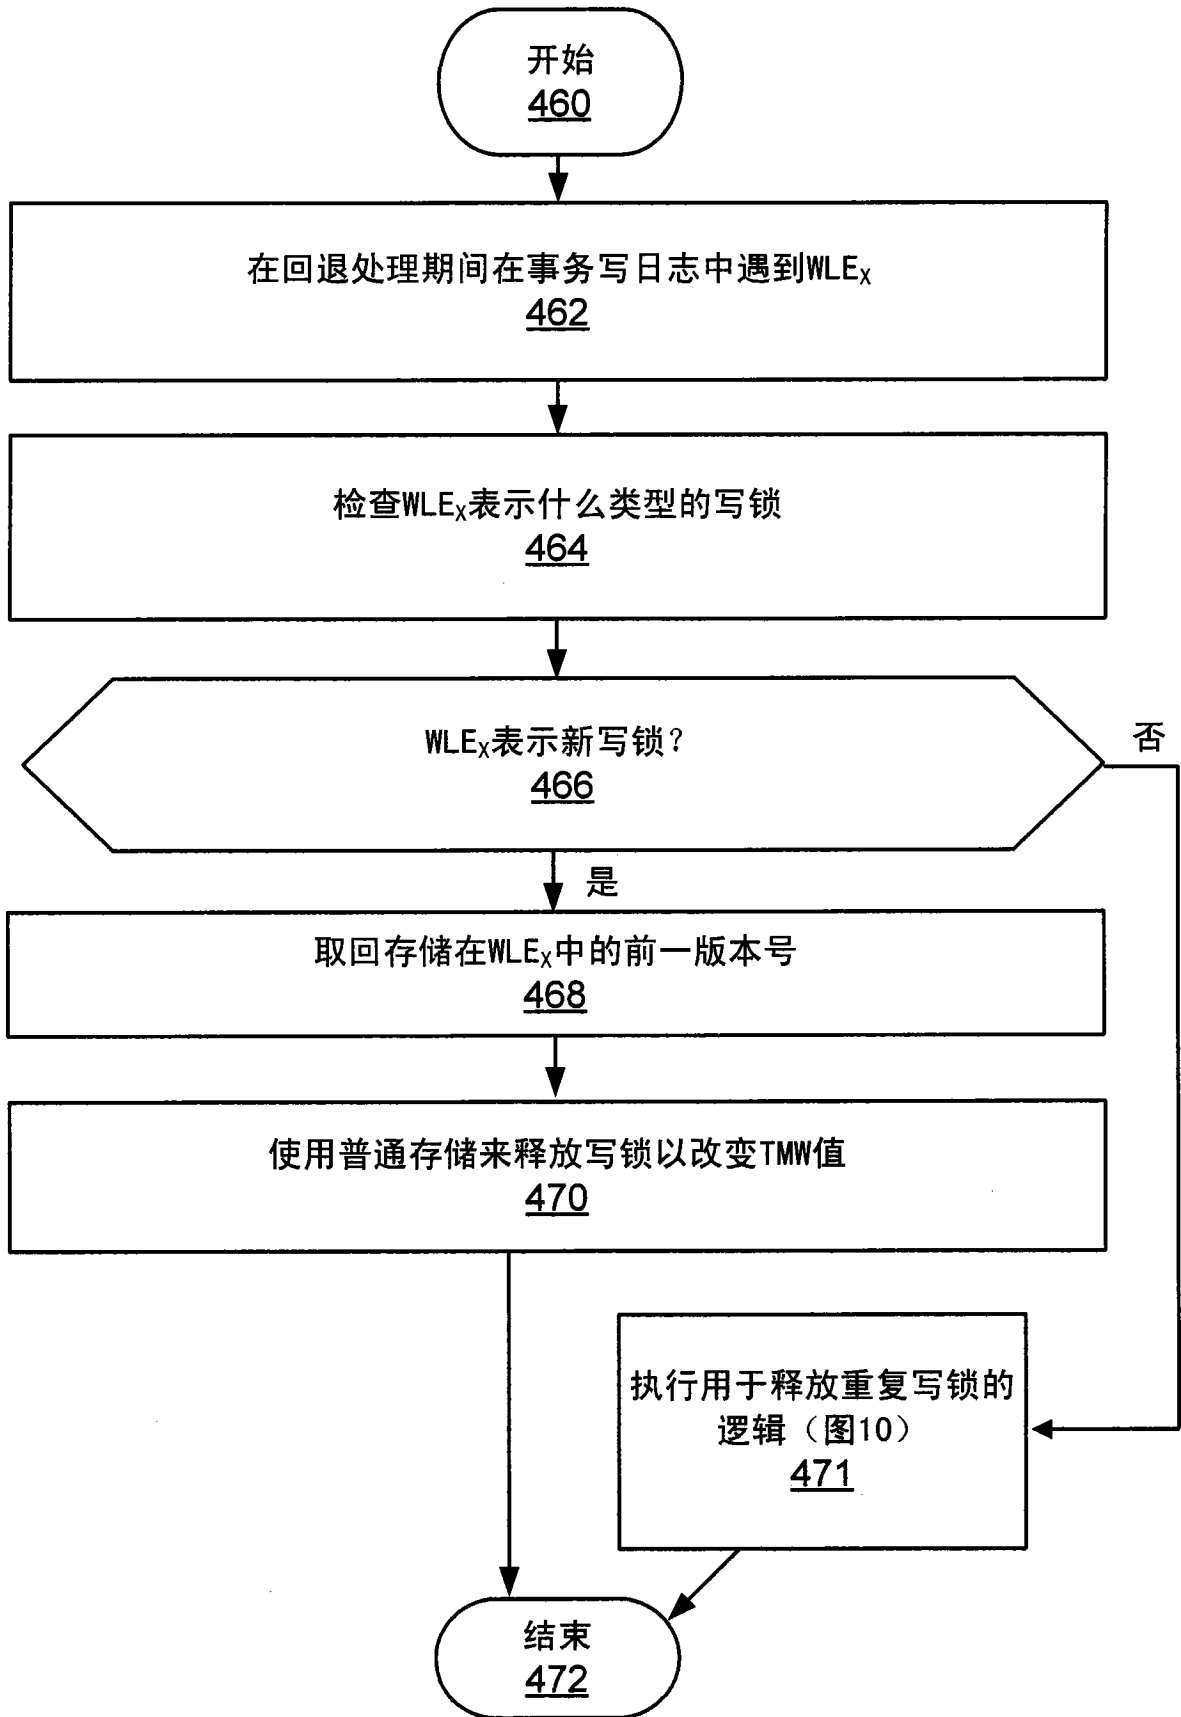 开始
460
在回退处理期间在事务写日志中遇到WLEX
462
检查WLEX表示什么类型的写锁
464
WLEX表示新写锁？
466
否
是
取回存储在WLEX中的前一版本号
468
使用普通存储来释放写锁以改变TMW值
470
执行用于释放重复写锁的
逻辑（图10）
471
结束
472